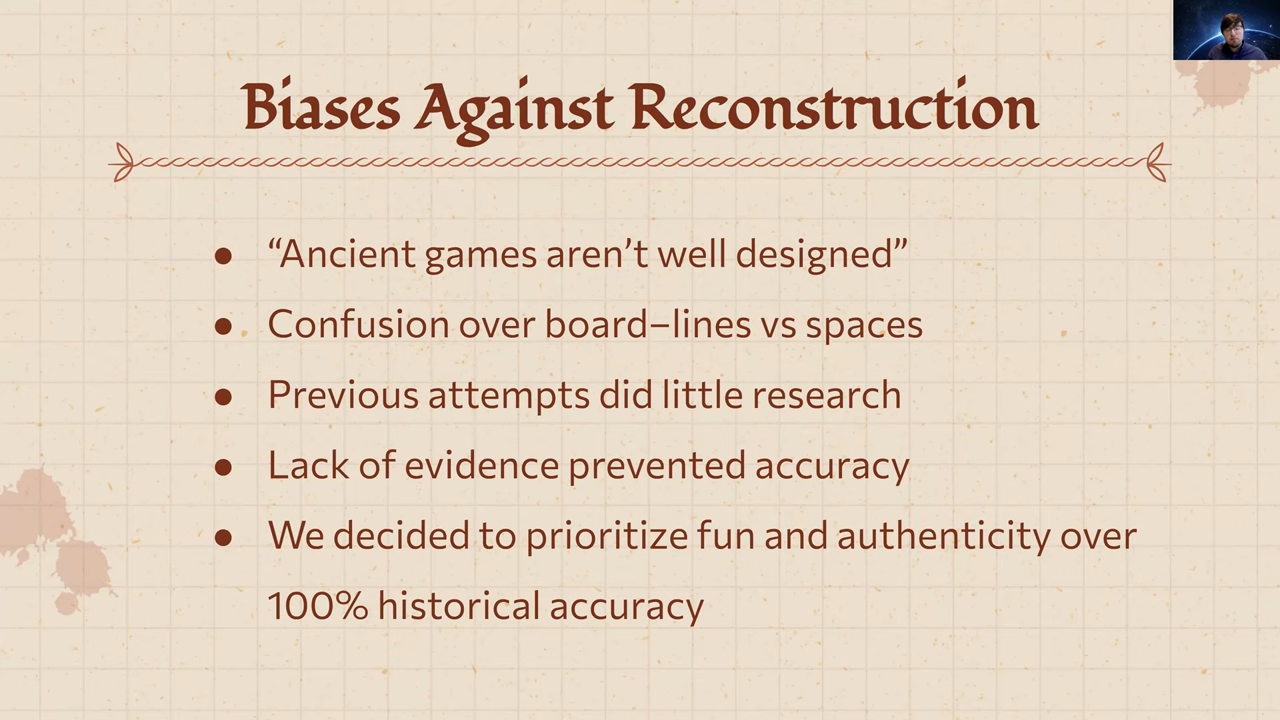 Biases Against Reconstruction
● “Ancient games aren’t well designed”
● Confusion over board–lines vs spaces
● Previous attempts did little research
● Lack of evidence prevented accuracy
● We decided to prioritize fun and authenticity over
100% historical accuracy